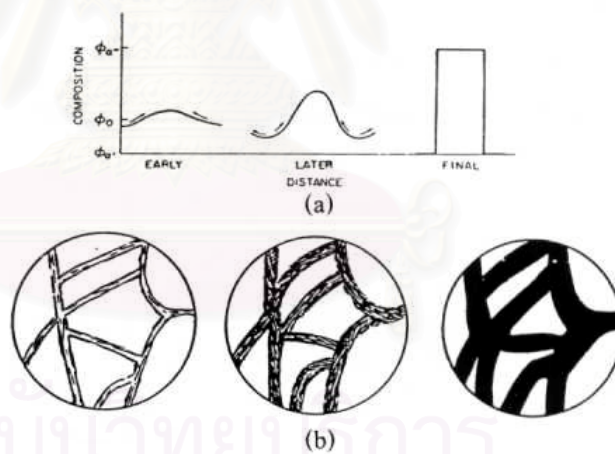 COMPOSITION
ϕα"
ϕ0
ϕα'
EARLY
LATER
FINAL
DISTANCE
(a)
(b)